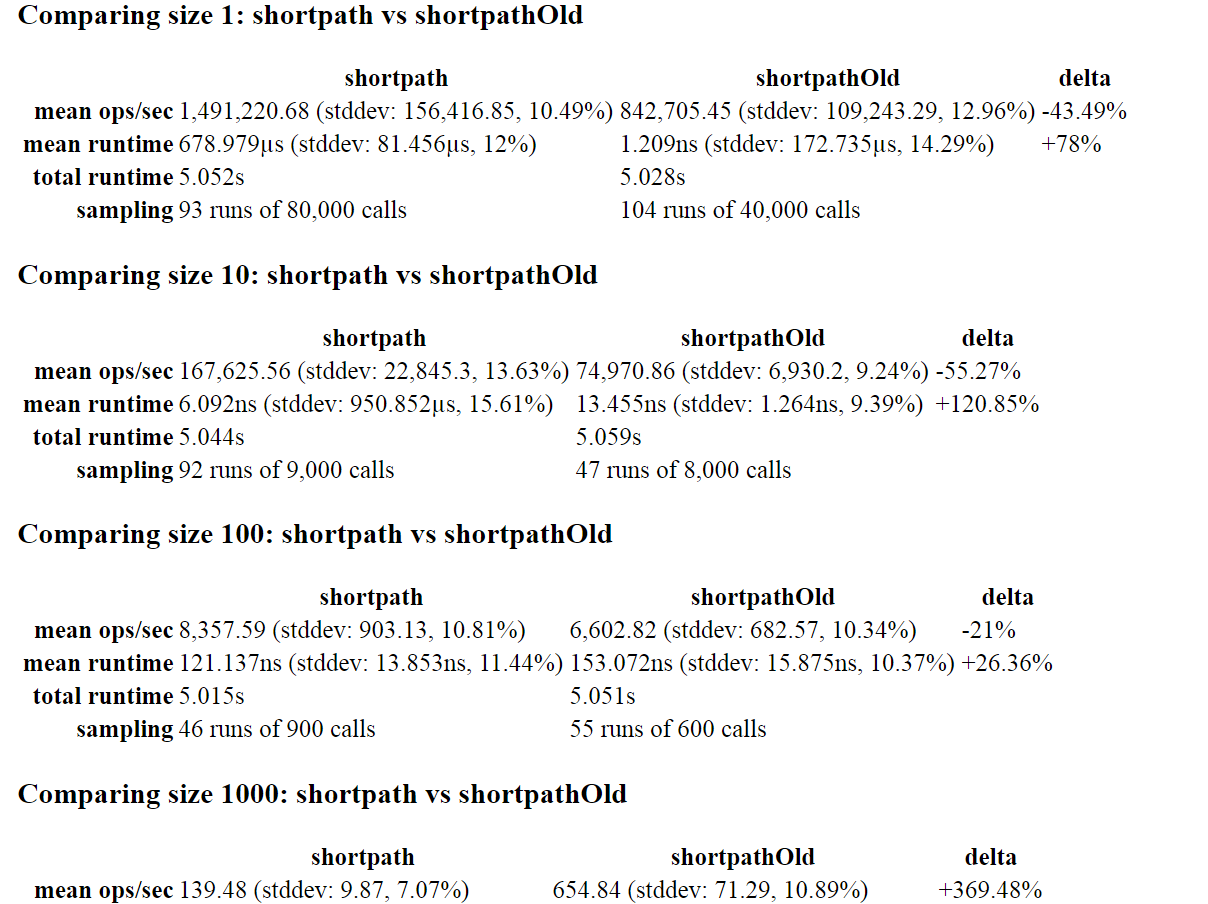 Comparing size 1: shortpath vs shortpathOld
shortpath shortpathOld delta
mean ops/sec 1,491,220.68 (stddev: 156,416.85, 10.49%) 842,705.45 (stddev: 109,243.29, 12.96%) -43.49%
mean runtime 678.979µs (stddev: 81.456µs, 12%) 1.209ns (stddev: 172.735µs, 14.29%) +78%
total runtime 5.052s 5.028s
sampling 93 runs of 80,000 calls 104 runs of 40,000 calls
Comparing size 10: shortpath vs shortpathOld
shortpath shortpathOld delta
mean ops/sec 167,625.56 (stddev: 22,845.3, 13.63%) 74,970.86 (stddev: 6,930.2, 9.24%) -55.27%
mean runtime 6.092ns (stddev: 950.852µs, 15.61%) 13.455ns (stddev: 1.264ns, 9.39%) +120.85%
total runtime 5.044s 5.059s
sampling 92 runs of 9,000 calls 47 runs of 8,000 calls
Comparing size 100: shortpath vs shortpathOld
shortpath shortpathOld delta
mean ops/sec 8,357.59 (stddev: 903.13, 10.81%) 6,602.82 (stddev: 682.57, 10.34%) -21%
mean runtime 121.137ns (stddev: 13.853ns, 11.44%) 153.072ns (stddev: 15.875ns, 10.37%) +26.36%
total runtime 5.015s 5.051s
sampling 46 runs of 900 calls 55 runs of 600 calls
Comparing size 1000: shortpath vs shortpathOld
shortpath shortpathOld delta
mean ops/sec 139.48 (stddev: 9.87, 7.07%) 654.84 (stddev: 71.29, 10.89%) +369.48%